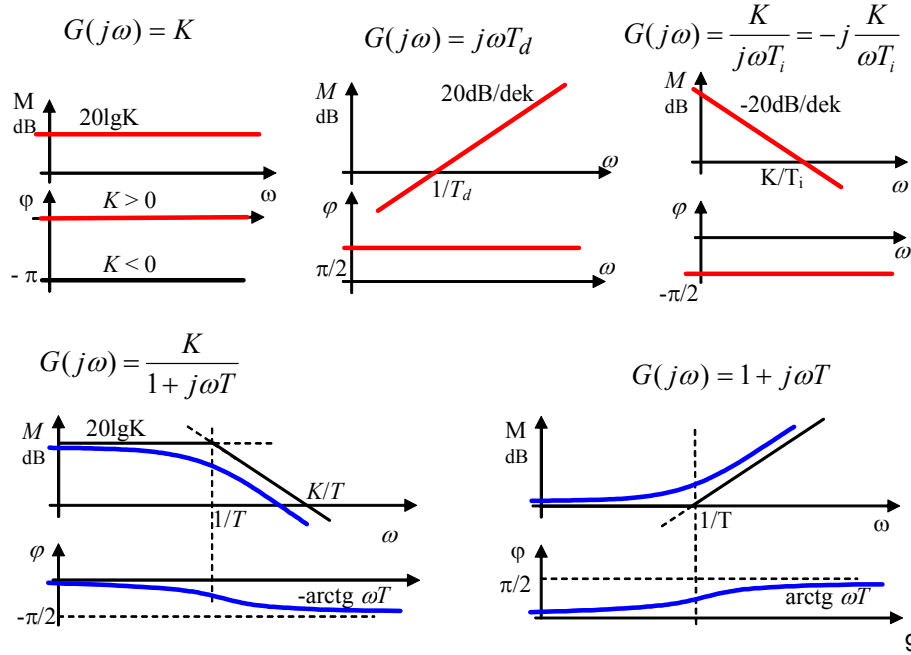 G(jω) = K
M
dB
20lgK
ω
φ
K > 0
- π
K < 0
G(jω) = jωT_d
M
dB
20dB/dek
ω
1/T_d
φ
π/2
ω
G(jω) = K/(jωT_i) = -j K/(ωT_i)
M
dB
-20dB/dek
ω
K/T_i
φ
ω
-π/2
G(jω) = K/(1 + jωT)
M
dB
20lgK
K/T
1/T
ω
φ
-arctg ωT
-π/2
G(jω) = 1 + jωT
M
dB
1/T
ω
φ
π/2
arctg ωT